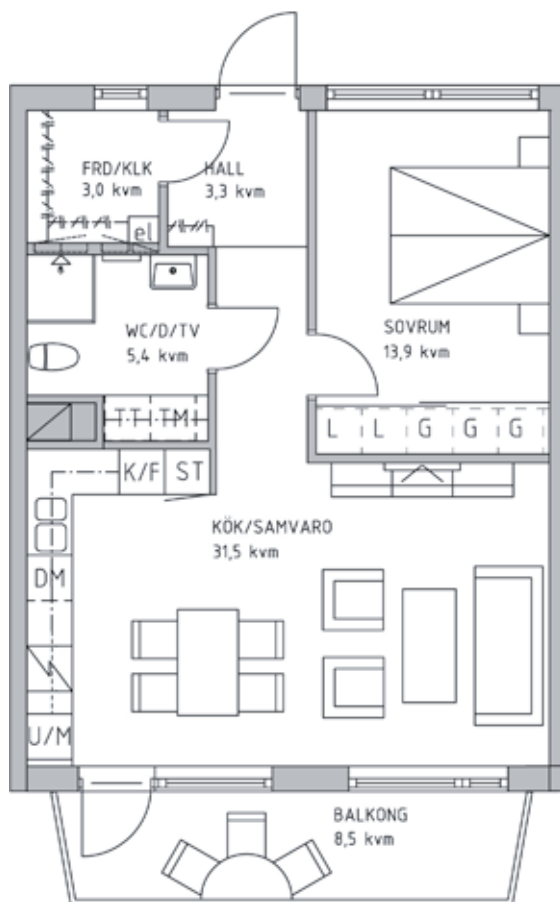 FRD/KLK
3,0 kvm
HALL
3,3 kvm
el
WC/D/TV
5,4 kvm
SOVRUM
13,9 kvm
TT TM
L L G G G
K/F ST
KÖK/SAMVARO
31,5 kvm
DM
U/M
BALKONG
8,5 kvm